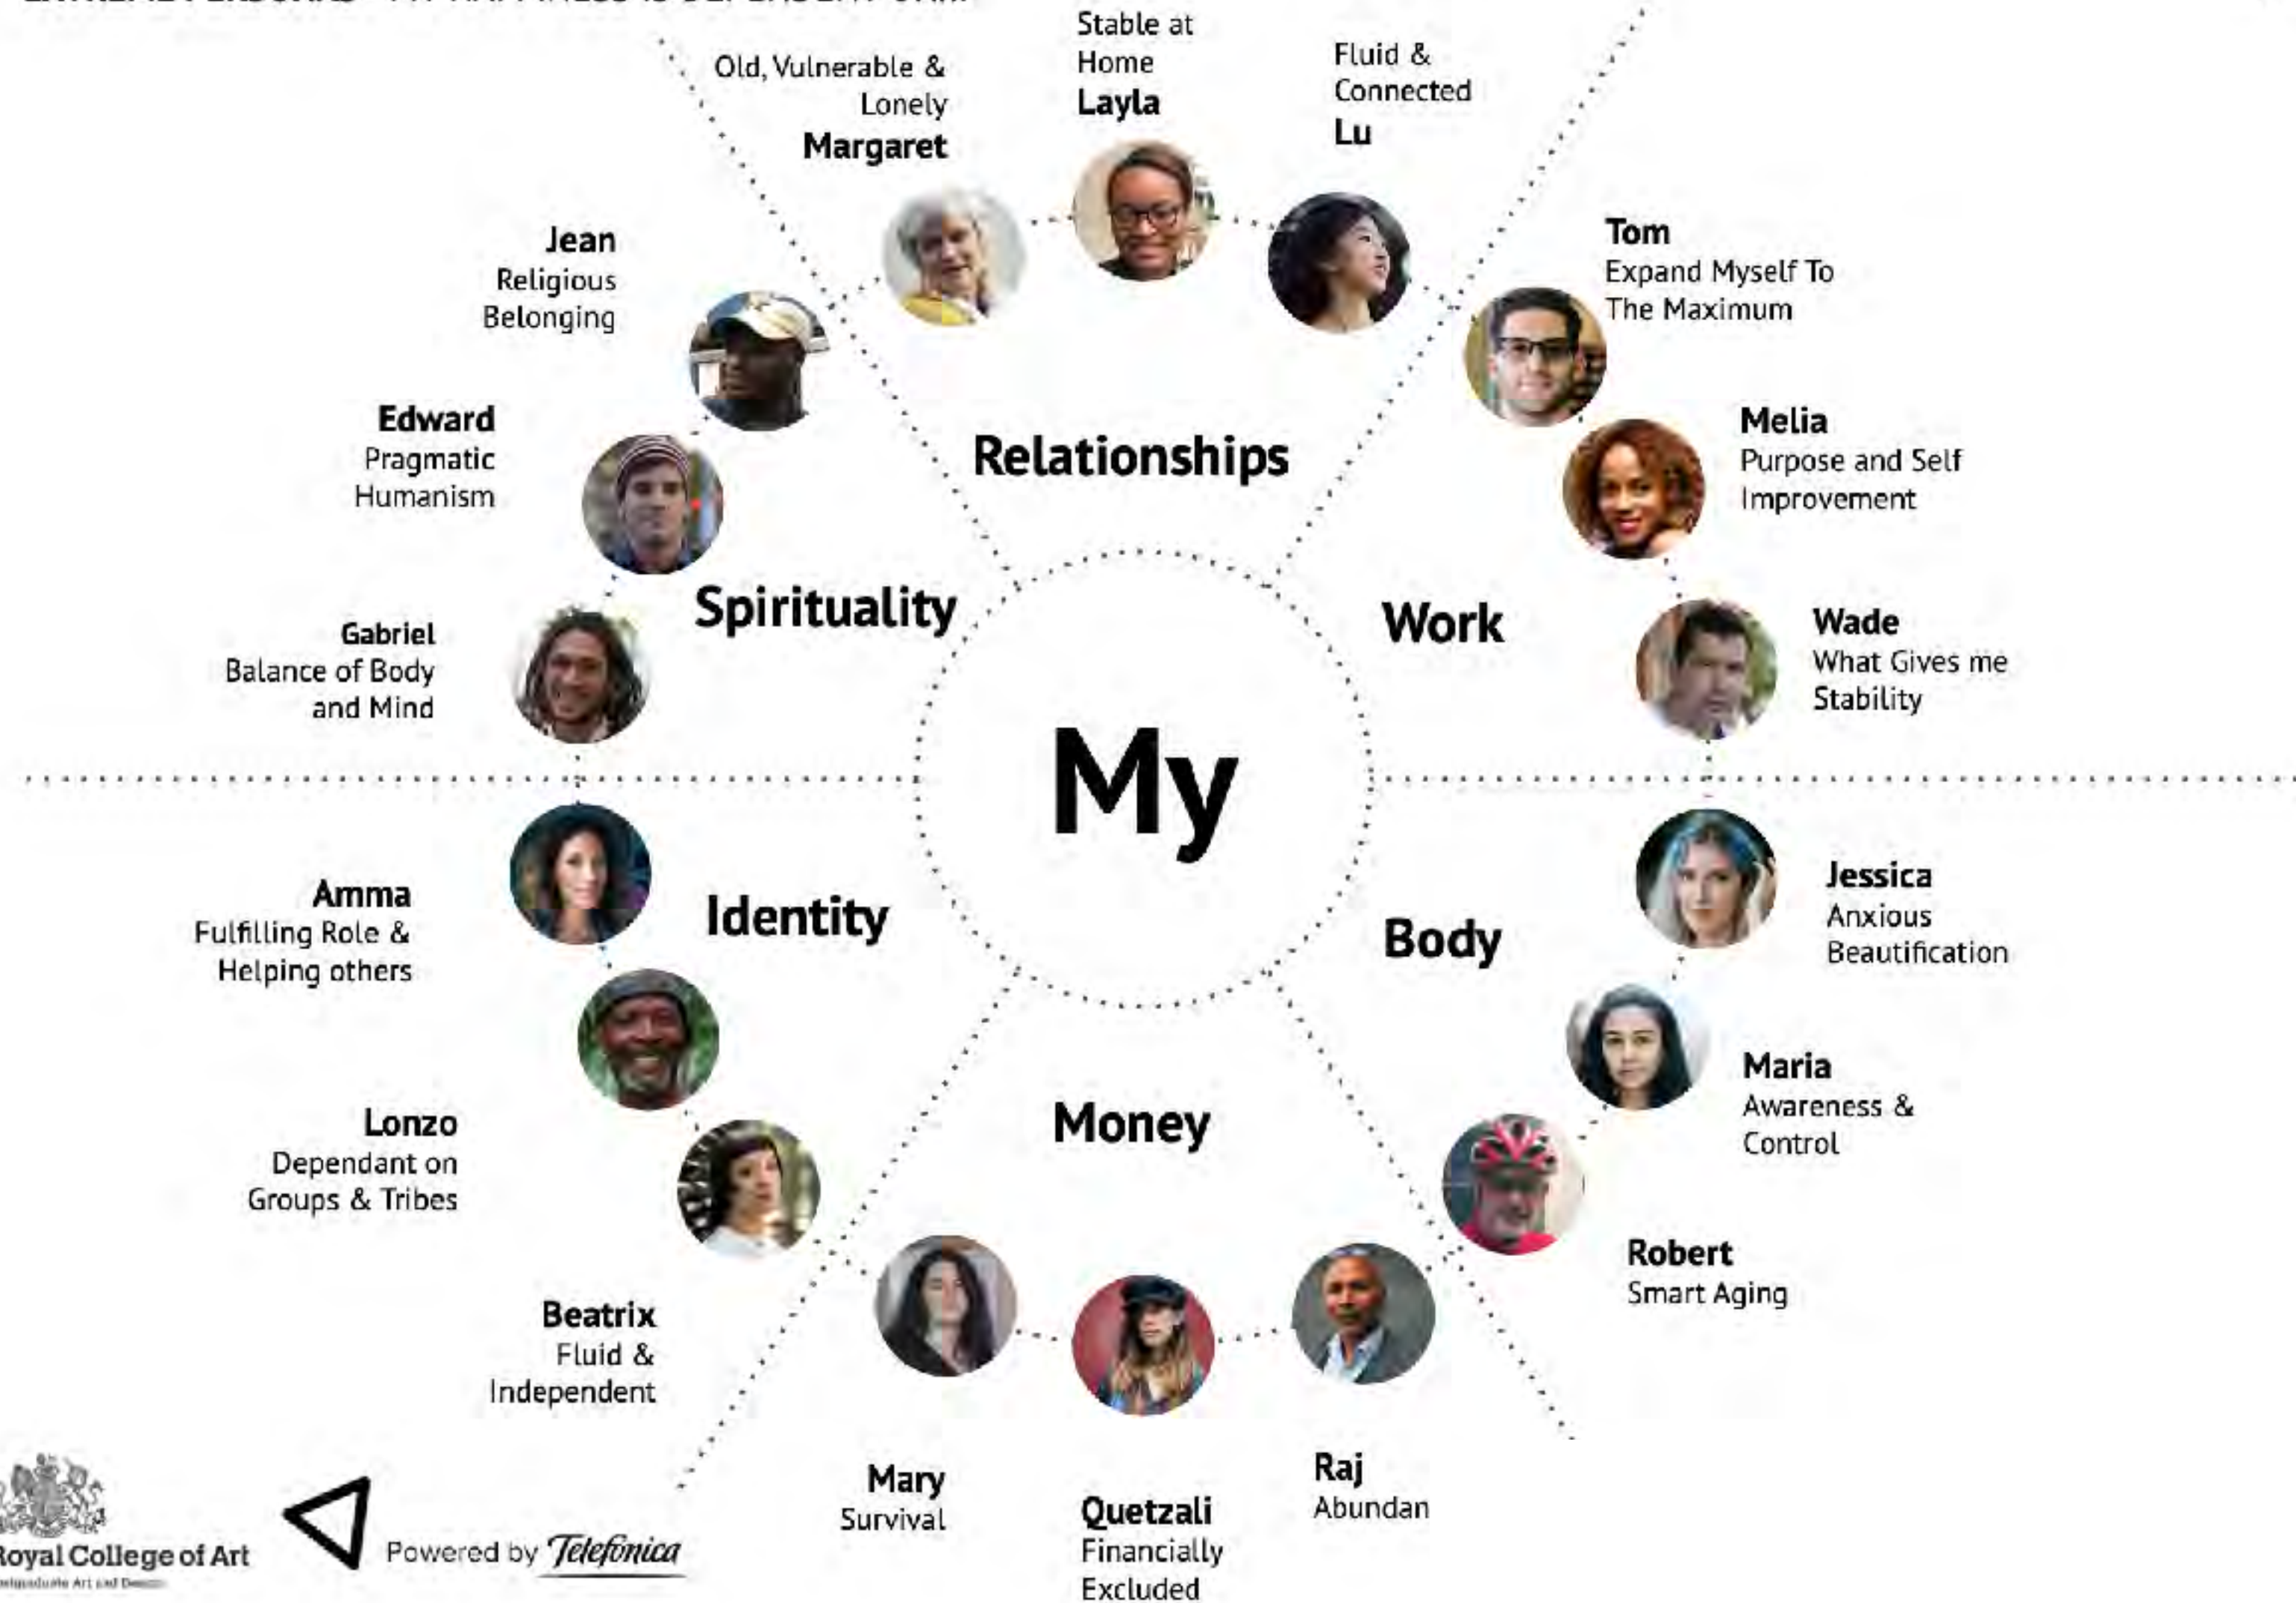 Old, Vulnerable &
Lonely
Margaret
Stable at
Home
Layla
Fluid &
Connected
Lu
Jean
Religious
Belonging
Tom
Expand Myself To
The Maximum
Edward
Pragmatic
Humanism
Melia
Purpose and Self
Improvement
Relationships
Spirituality
Work
Gabriel
Balance of Body
and Mind
Wade
What Gives me
Stability
My
Amma
Fulfilling Role &
Helping others
Identity
Body
Jessica
Anxious
Beautification
Lonzo
Dependant on
Groups & Tribes
Money
Maria
Awareness &
Control
Beatrix
Fluid &
Independent
Robert
Smart Aging
Mary
Survival
Quetzali
Financially
Excluded
Raj
Abundan
Royal College of Art
Powered by Telefónica